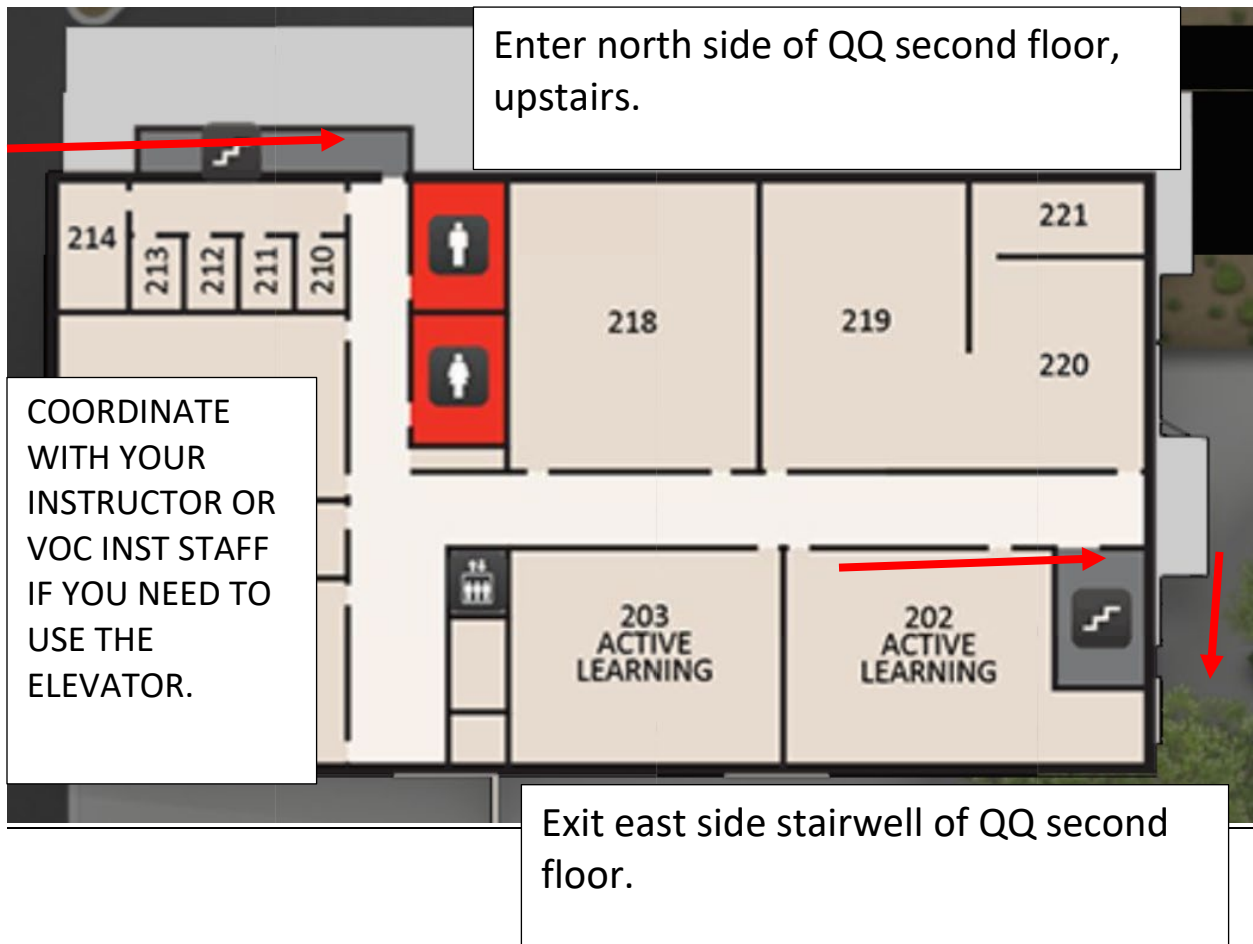 Enter north side of QQ second floor,
upstairs.
214
213
212
211
210
218
219
221
220
COORDINATE
WITH YOUR
INSTRUCTOR OR
VOC INST STAFF
IF YOU NEED TO
USE THE
ELEVATOR.
203
ACTIVE
LEARNING
202
ACTIVE
LEARNING
Exit east side stairwell of QQ second
floor.